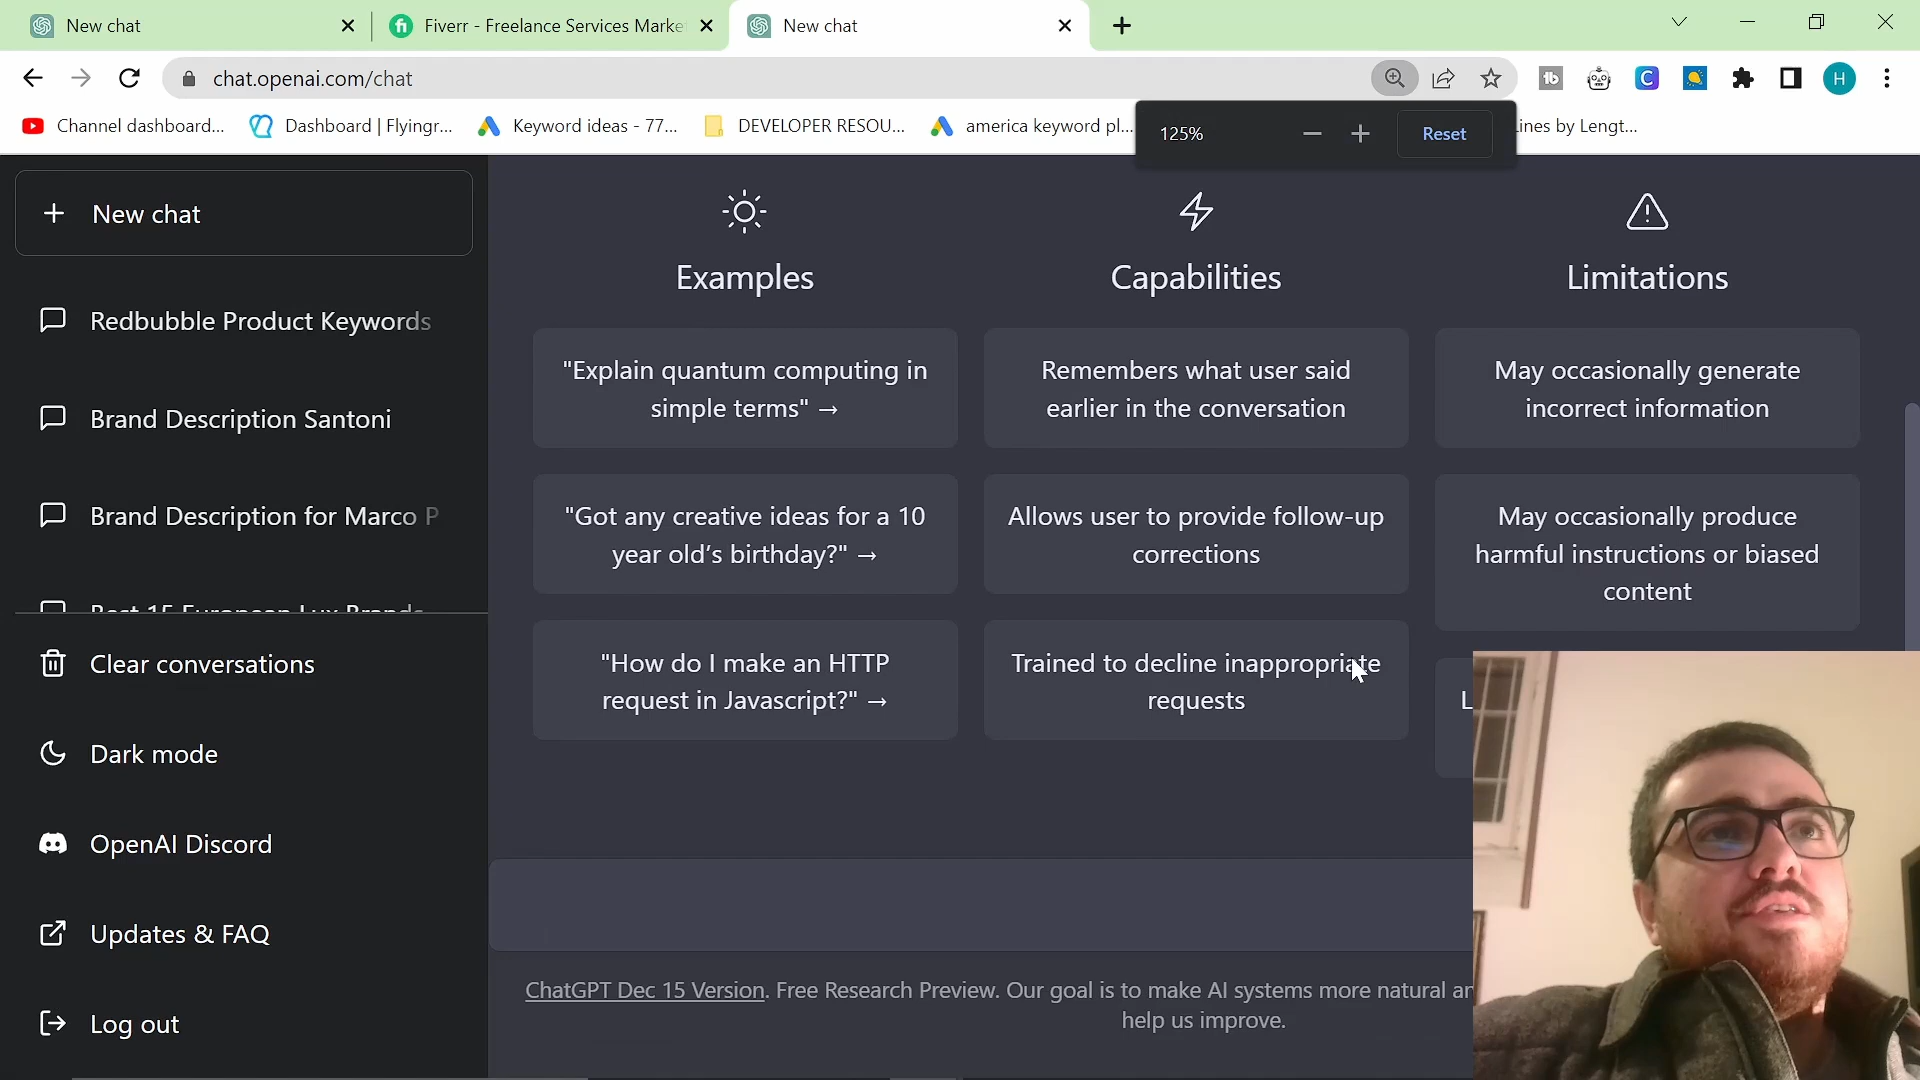 New chat
Fiverr - Freelance Services Marke
New chat
chat.openai.com/chat
H
Channel dashboard...
Dashboard | Flyingr...
Keyword ideas - 77...
DEVELOPER RESOU...
america keyword pl...
ines by Lengt...
125%
Reset
New chat
Redbubble Product Keywords
Brand Description Santoni
Brand Description for Marco P
Best 15 European Lux Brands
Clear conversations
Dark mode
OpenAI Discord
Updates & FAQ
Log out
Examples
"Explain quantum computing in
simple terms" →
"Got any creative ideas for a 10
year old's birthday?" →
"How do I make an HTTP
request in Javascript?" →
Capabilities
Remembers what user said
earlier in the conversation
Allows user to provide follow-up
corrections
Trained to decline inappropriate
requests
Limitations
May occasionally generate
incorrect information
May occasionally produce
harmful instructions or biased
content
L
ChatGPT Dec 15 Version. Free Research Preview. Our goal is to make AI systems more natural an
help us improve.